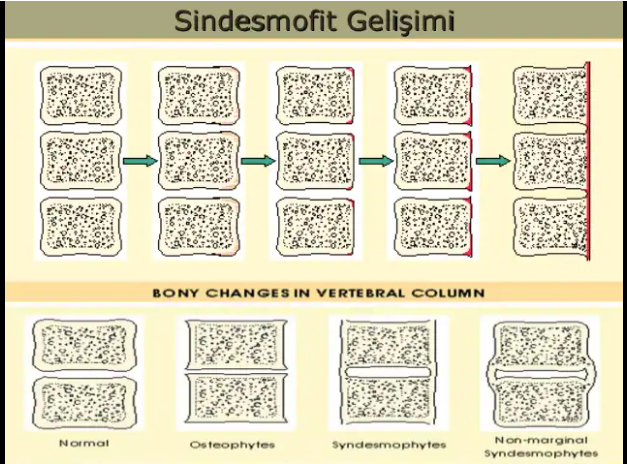 Sindesmofit Gelişimi
BONY CHANGES IN VERTEBRAL COLUMN
Normal
Osteophytes
Syndesmophytes
Non-marginal
Syndesmophytes